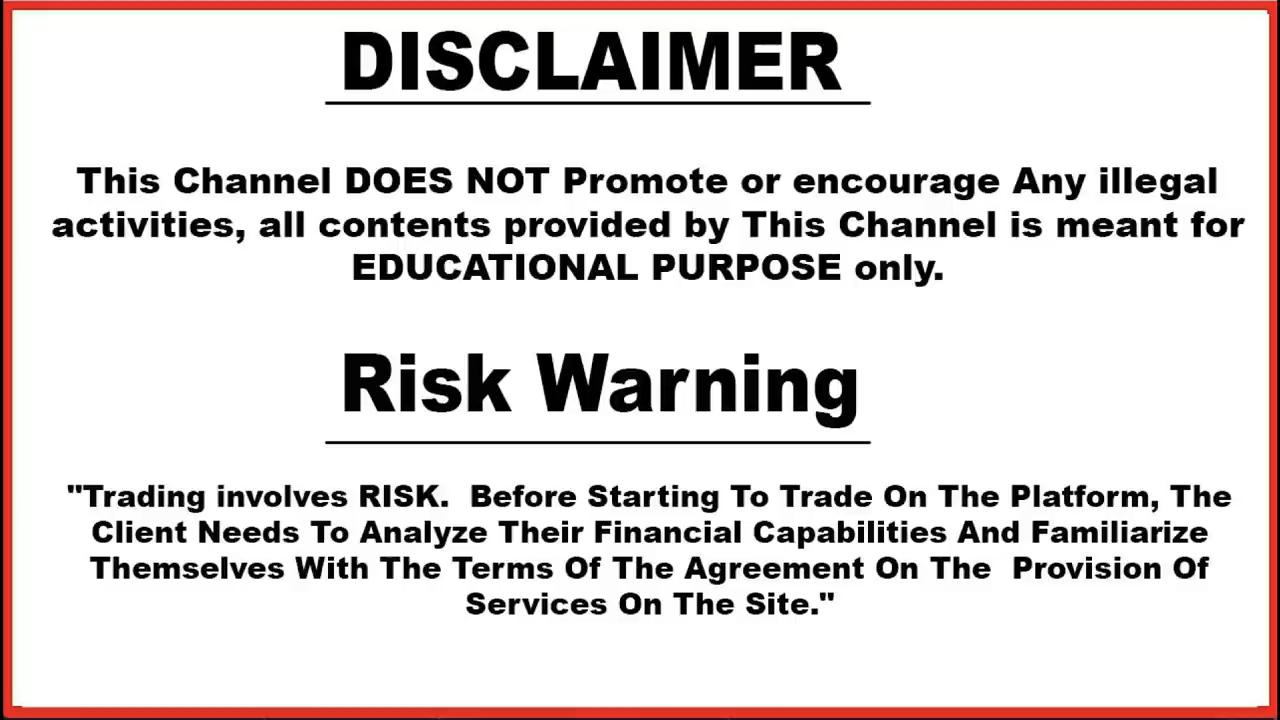 DISCLAIMER
This Channel DOES NOT Promote or encourage Any illegal
activities, all contents provided by This Channel is meant for
EDUCATIONAL PURPOSE only.
Risk Warning
"Trading involves RISK.  Before Starting To Trade On The Platform, The
Client Needs To Analyze Their Financial Capabilities And Familiarize
Themselves With The Terms Of The Agreement On The  Provision Of
Services On The Site."